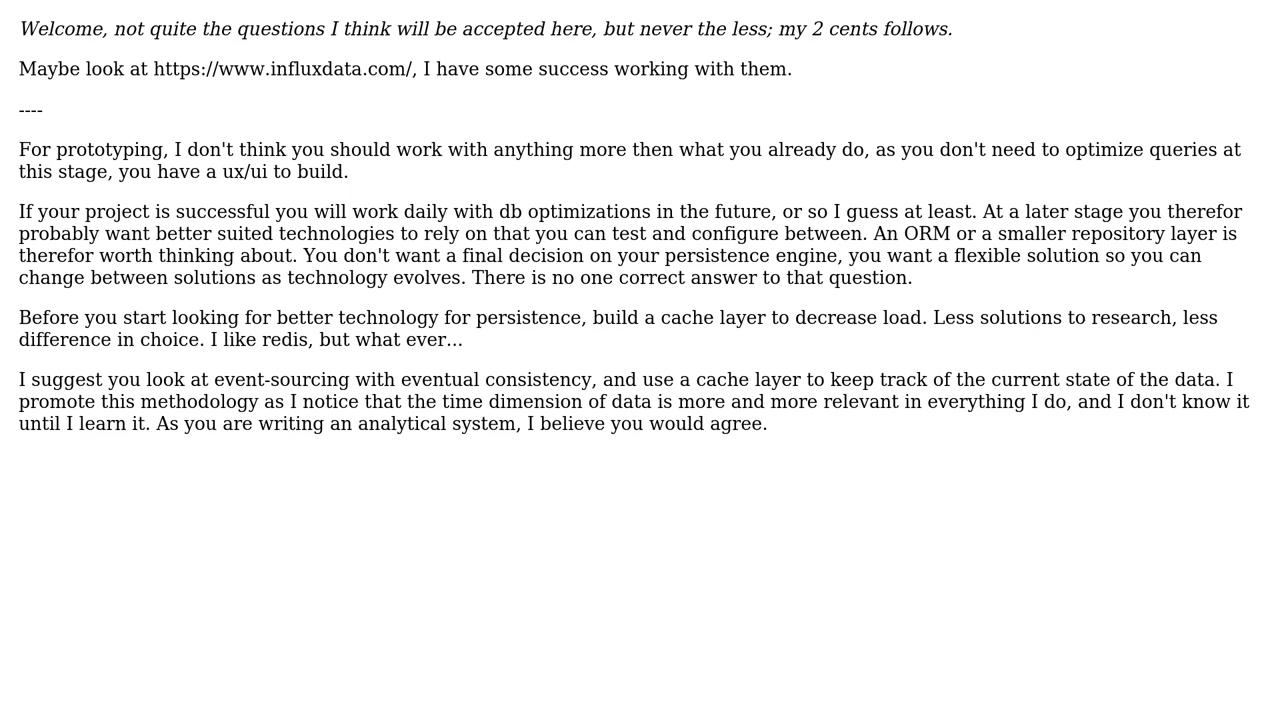 Welcome, not quite the questions I think will be accepted here, but never the less; my 2 cents follows.
Maybe look at https://www.influxdata.com/, I have some success working with them.
----
For prototyping, I don't think you should work with anything more then what you already do, as you don't need to optimize queries at
this stage, you have a ux/ui to build.
If your project is successful you will work daily with db optimizations in the future, or so I guess at least. At a later stage you therefor
probably want better suited technologies to rely on that you can test and configure between. An ORM or a smaller repository layer is
therefor worth thinking about. You don't want a final decision on your persistence engine, you want a flexible solution so you can
change between solutions as technology evolves. There is no one correct answer to that question.
Before you start looking for better technology for persistence, build a cache layer to decrease load. Less solutions to research, less
difference in choice. I like redis, but what ever...
I suggest you look at event-sourcing with eventual consistency, and use a cache layer to keep track of the current state of the data. I
promote this methodology as I notice that the time dimension of data is more and more relevant in everything I do, and I don't know it
until I learn it. As you are writing an analytical system, I believe you would agree.